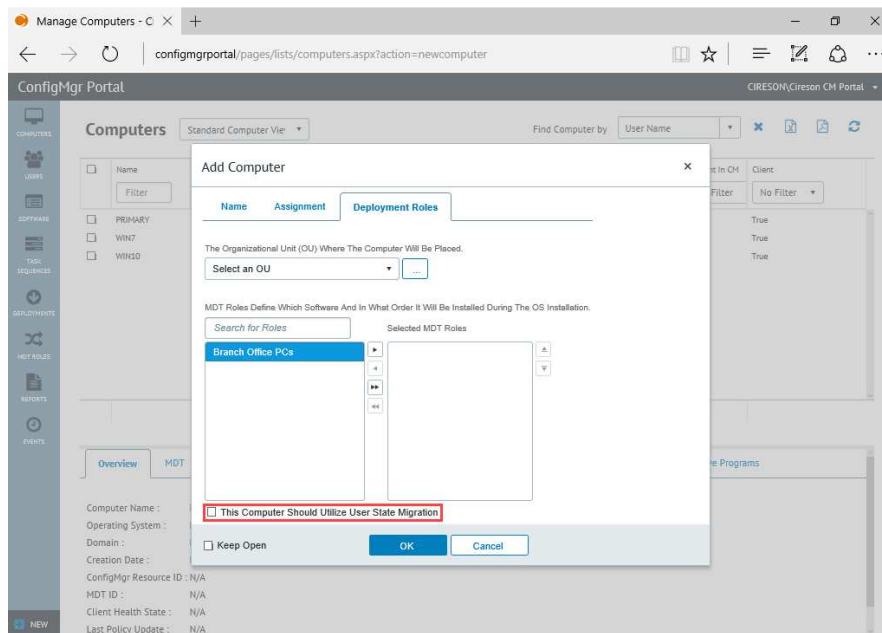 Manage Computers - Ci
configmgrportal/pages/lists/computers.aspx?action=newcomputer
ConfigMgr Portal
CIRESON\Cireson CM Portal
COMPUTERS
USERS
SOFTWARE
TASK SEQUENCES
DEPLOYMENTS
MDT ROLES
REPORTS
EVENTS
NEW
Computers
Standard Computer Vie
Find Computer by
User Name
Name
Filter
nt In CM
Filter
Client
No Filter
PRIMARY
True
WIN7
True
WIN10
True
Add Computer
Name
Assignment
Deployment Roles
The Organizational Unit (OU) Where The Computer Will Be Placed.
Select an OU
...
MDT Roles Define Which Software And In What Order It Will Be Installed During The OS Installation.
Search for Roles
Selected MDT Roles
Branch Office PCs
This Computer Should Utilize User State Migration
Keep Open
OK
Cancel
Overview
MDT
ve Programs
Computer Name :
Operating System :
Domain :
Creation Date :
ConfigMgr Resource ID : N/A
MDT ID : N/A
Client Health State : N/A
Last Policy Update : N/A